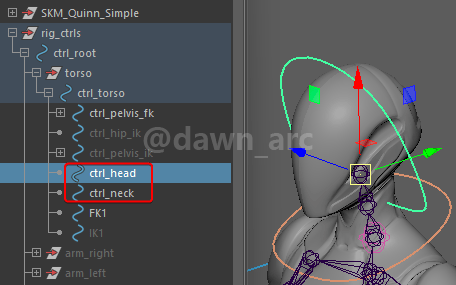 SKM_Quinn_Simple
rig_ctrls
ctrl_root
torso
ctrl_torso
ctrl_pelvis_fk
ctrl_hip_ik
ctrl_pelvis_ik
@dawn_arc
ctrl_head
ctrl_neck
FK1
IK1
arm_right
arm_left